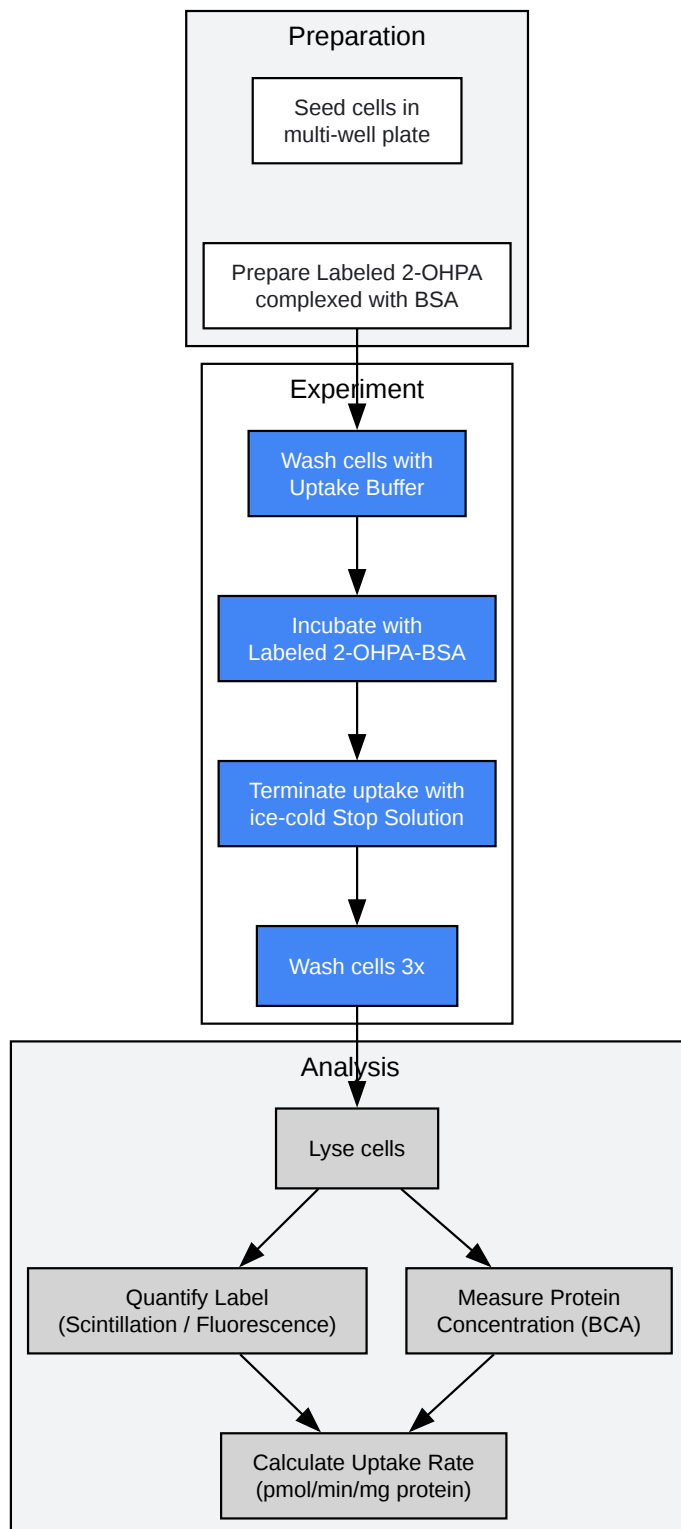 Preparation
Seed cells in
multi-well plate
Prepare Labeled 2-OHPA
complexed with BSA
Experiment
Wash cells with
Uptake Buffer
Incubate with
Labeled 2-OHPA-BSA
Terminate uptake with
ice-cold Stop Solution
Wash cells 3x
Analysis
Lyse cells
Quantify Label
(Scintillation / Fluorescence)
Measure Protein
Concentration (BCA)
Calculate Uptake Rate
(pmol/min/mg protein)